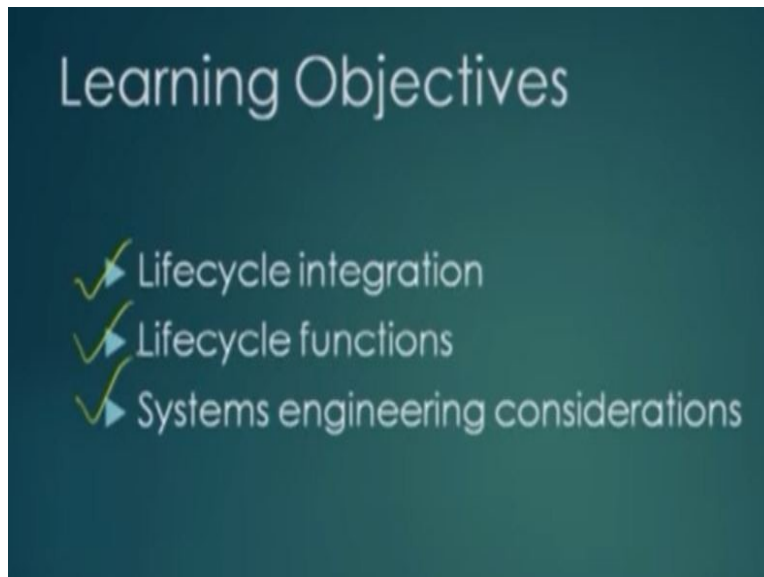 Learning Objectives
Lifecycle integration
Lifecycle functions
Systems engineering considerations